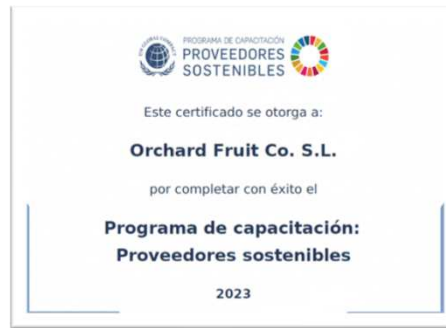 PROGRAMA DE CAPACITACIÓN
PROVEEDORES
SOSTENIBLES
Este certificado se otorga a:
Orchard Fruit Co. S.L.
por completar con éxito el
Programa de capacitación:
Proveedores sostenibles
2023